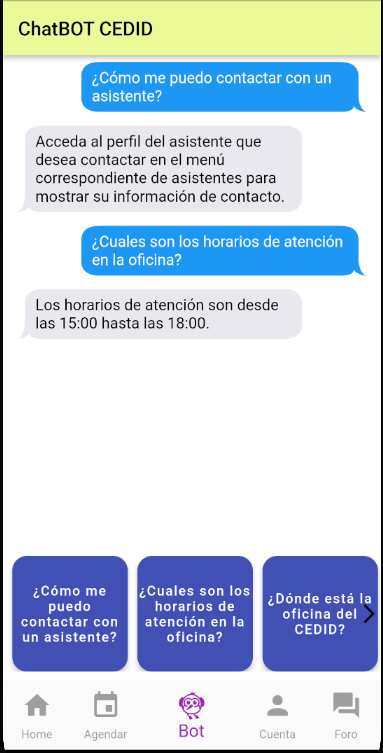 ChatBOT CEDID
¿Cómo me puedo contactar con un
asistente?
Acceda al perfil del asistente que
desea contactar en el menú
correspondiente de asistentes para
mostrar su información de contacto.
¿Cuales son los horarios de atención
en la oficina?
Los horarios de atención son desde
las 15:00 hasta las 18:00.
¿Cómo me
puedo
contactar con
un asistente?
¿Cuales son los
horarios de
atención en la
oficina?
¿Dónde está la
oficina del
CEDID?
Home
Agendar
Bot
Cuenta
Foro